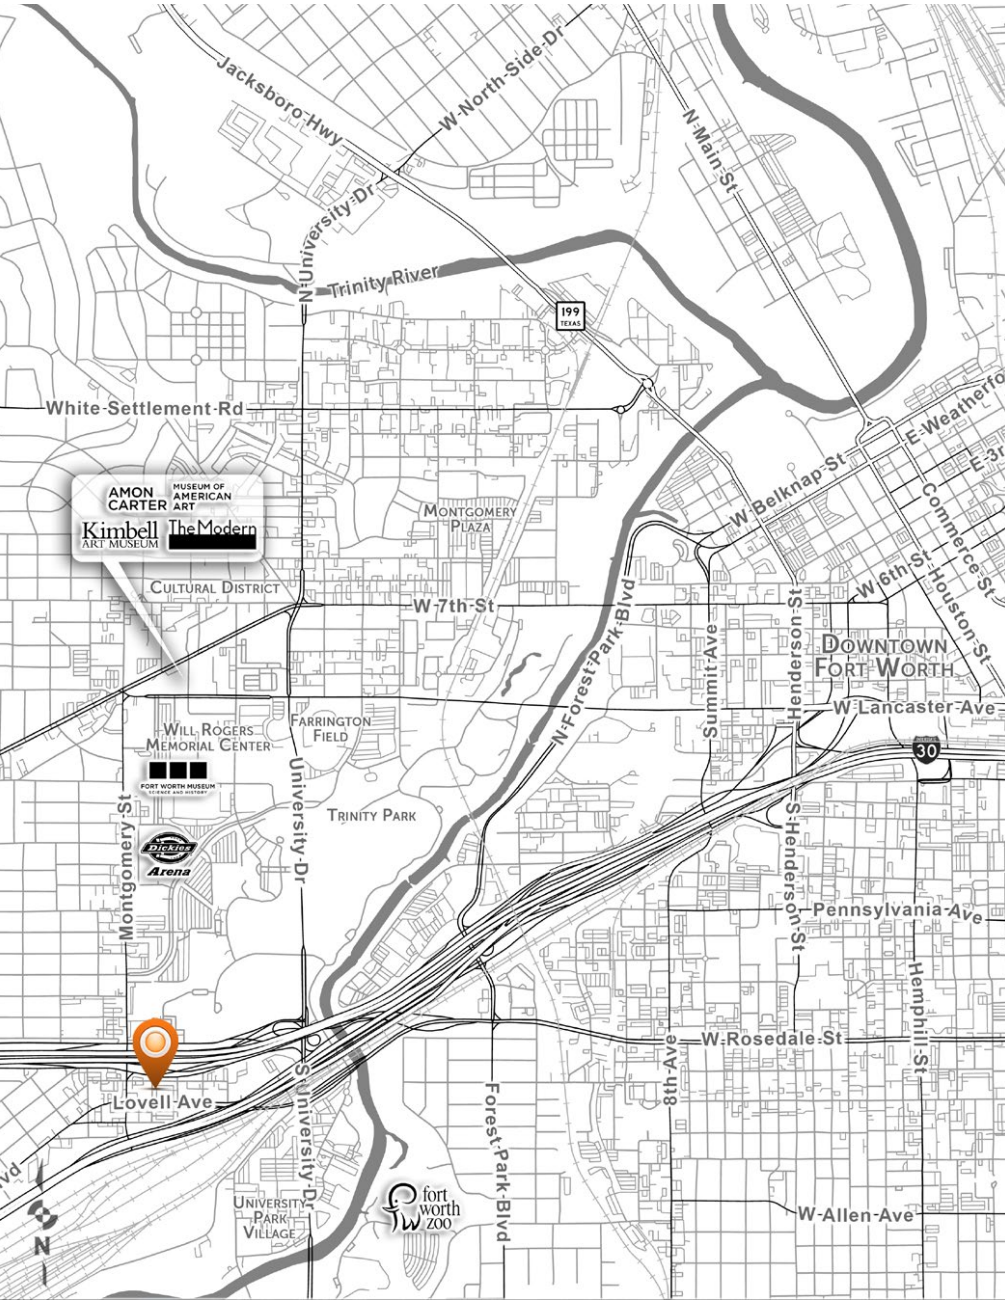 Jacksboro Hwy
W North Side Dr
N Main St
N University Dr
Trinity River
199
TEXAS
White Settlement Rd
E Weatherfo
E 3r
AMON
CARTER
MUSEUM OF
AMERICAN
ART
Kimbell
ART MUSEUM
The Modern
MONTGOMERY
PLAZA
W Belknap St
Commerce St
CULTURAL DISTRICT
W 7th St
W 6th St
Houston St
N Forest Park Blvd
Summit Ave
Henderson St
DOWNTOWN
FORT WORTH
W Lancaster Ave
WILL ROGERS
MEMORIAL CENTER
FARRINGTON
FIELD
30
FORT WORTH MUSEUM
SCIENCE AND HISTORY
University Dr
TRINITY PARK
Montgomery St
Dickies
Arena
S Henderson St
Pennsylvania Ave
Hemphill St
W Rosedale St
8th Ave
Lovell Ave
S University Dr
Forest Park Blvd
vd
fort
worth
zoo
UNIVERSITY
PARK
VILLAGE
W Allen Ave
N